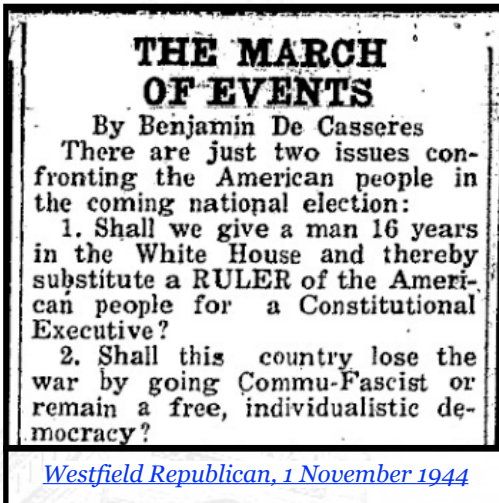 THE MARCH
OF EVENTS
By Benjamin De Casseres
There are just two issues con-
fronting the American people in
the coming national election:
1. Shall we give a man 16 years
in the White House and thereby
substitute a RULER of the Ameri-
can people for a Constitutional
Executive?
2. Shall this country lose the
war by going Commu-Fascist or
remain a free, individualistic de-
mocracy?
Westfield Republican, 1 November 1944